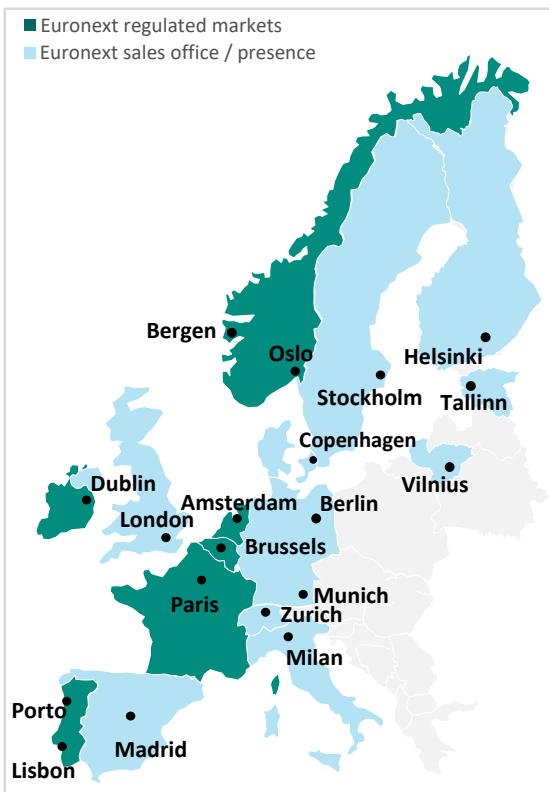 Euronext regulated markets
Euronext sales office / presence
Bergen
Oslo
Helsinki
Stockholm
Tallinn
Copenhagen
Vilnius
Dublin
Amsterdam
Berlin
London
Brussels
Paris
Munich
Zurich
Milan
Porto
Madrid
Lisbon